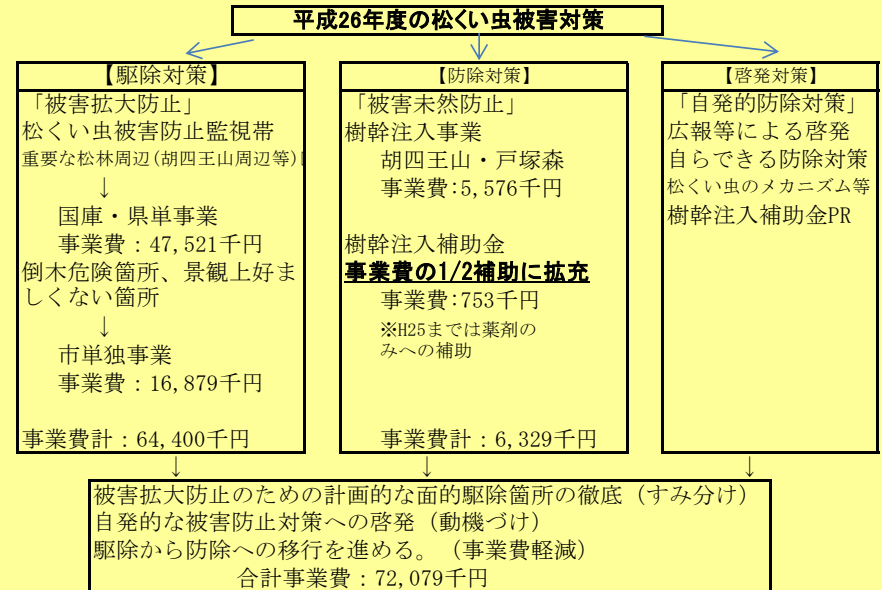 平成26年度の松くい虫被害対策
【駆除対策】
「被害拡大防止」
松くい虫被害防止監視帯
重要な松林周辺(胡四王山周辺等)
↓
国庫・県単事業
事業費：47,521千円
倒木危険箇所、景観上好ま
しくない箇所
↓
市単独事業
事業費：16,879千円
事業費計：64,400千円
【防除対策】
「被害未然防止」
樹幹注入事業
胡四王山・戸塚森
事業費:5,576千円
樹幹注入補助金
事業費の1/2補助に拡充
事業費:753千円
※H25までは薬剤の
みへの補助
事業費計：6,329千円
【啓発対策】
「自発的防除対策」
広報等による啓発
自らできる防除対策
松くい虫のメカニズム等
樹幹注入補助金PR
↓
↓
↓
被害拡大防止のための計画的な面的駆除箇所の徹底（すみ分け）
自発的な被害防止対策への啓発（動機づけ）
駆除から防除への移行を進める。（事業費軽減）
合計事業費：72,079千円